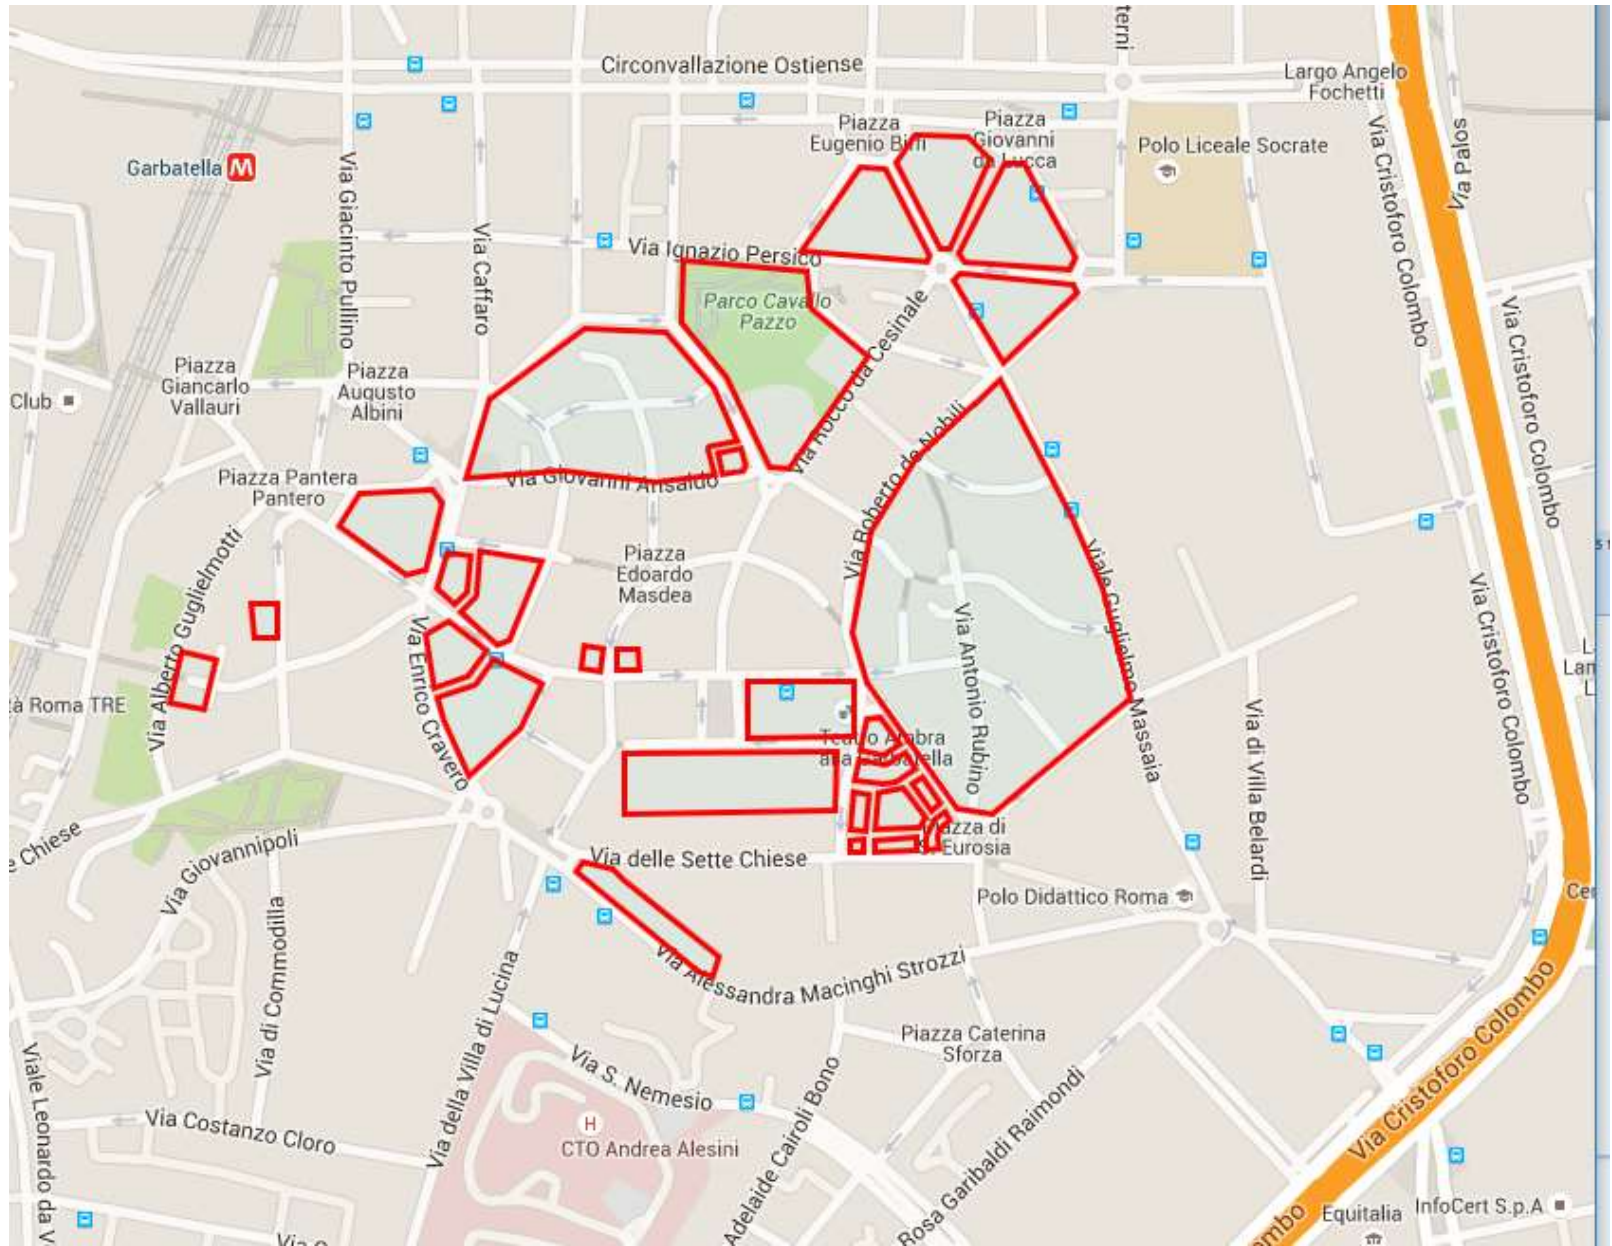 terni
Circonvallazione Ostiense
Largo Angelo
Fochetti
Piazza
Eugenio Biffi
Piazza
Giovanni
da Lucca
Polo Liceale Socrate
Via Palos
Via Cristoforo Colombo
Garbatella M
Via Giacinto Pullino
Via Caffaro
Via Ignazio Persico
Parco Cavallo
Pazzo
Via Rocco da Cesinale
Via Cristoforo Colombo
Piazza
Giancarlo
Vallauri
Piazza
Augusto
Albini
Club
Via Roberto de Nobili
Piazza Pantera
Pantero
Via Giovanni Ansaldo
Via Alberto Guglielmotti
Piazza
Edoardo
Masdea
Viale Guglielmo Massaia
Via Antonio Rubino
Via Cristoforo Colombo
Via Enrico Cravero
à Roma TRE
L
Lar
L
Teatro Ambra
alla Garbatella
Via di Villa Belardi
e Chiese
Via Giovannipoli
Piazza di
S. Eurosia
Via delle Sette Chiese
Polo Didattico Roma
Cer
Via di Commodilla
Via della Villa di Lucina
Via Alessandra Macinghi Strozzi
Piazza Caterina
Sforza
Via S. Nemesio
Via Cristoforo Colombo
Viale Leonardo da V
Via Costanzo Cloro
H
CTO Andrea Alesini
Adelaide Cairoli Bono
Rosa Garibaldi Raimondi
Equitalia
InfoCert S.p.A
ombo